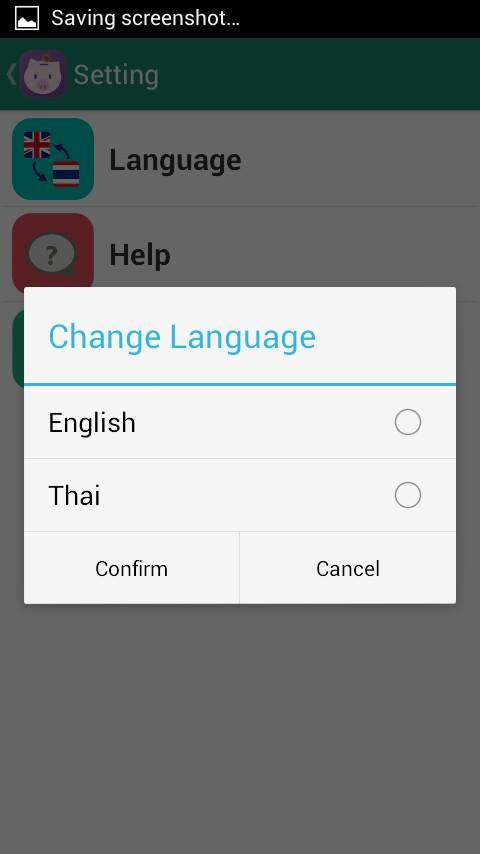 Saving screenshot...
Setting
Language
?
Help
Change Language
English
Thai
Confirm
Cancel